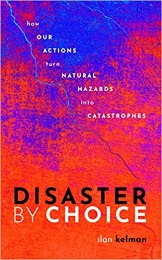 how
OUR
ACTIONS
turn
NATURAL
HAZARDS
into
CATASTROPHES
DISASTER
BY CHOICE
ilan kelman